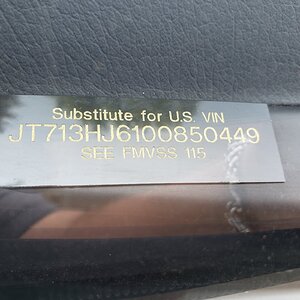 Substitute for U.S. VIN
JT713HJ6100850449
SEE FMVSS 115